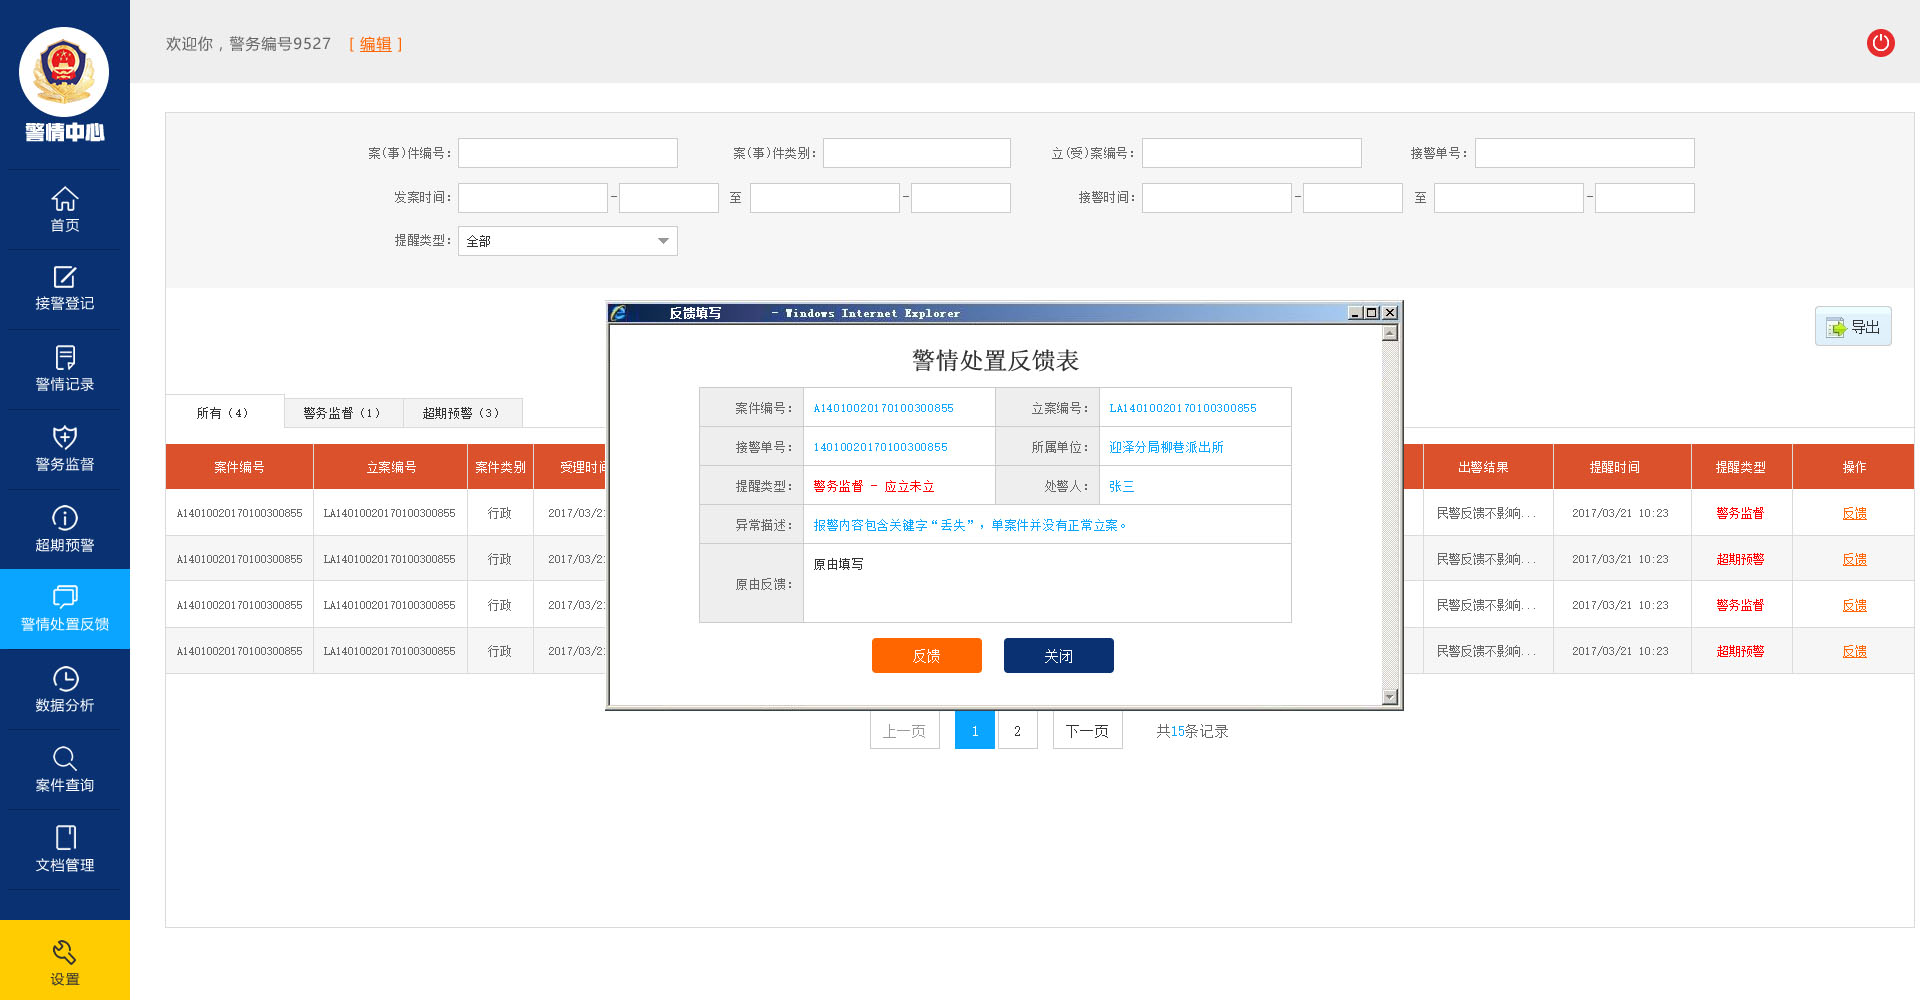 欢迎你，警务编号9527 [ 编辑 ]
警情中心
首页
接警登记
警情记录
警务监督
超期预警
警情处置反馈
数据分析
案件查询
文档管理
设置
案(事)件编号： 案(事)件类别： 立(受)案编号： 接警单号：
发案时间： - 至 - 接警时间： - 至 -
提醒类型： 全部
导出
所有（4） 警务监督（1） 超期预警（3）
案件编号 立案编号 案件类别 受理时间 出警结果 提醒时间 提醒类型 操作
A14010020170100300855 LA14010020170100300855 行政 2017/03/21 民警反馈不影响... 2017/03/21 10:23 警务监督 反馈
A14010020170100300855 LA14010020170100300855 行政 2017/03/21 民警反馈不影响... 2017/03/21 10:23 超期预警 反馈
A14010020170100300855 LA14010020170100300855 行政 2017/03/21 民警反馈不影响... 2017/03/21 10:23 警务监督 反馈
A14010020170100300855 LA14010020170100300855 行政 2017/03/21 民警反馈不影响... 2017/03/21 10:23 超期预警 反馈
反馈填写 - Windows Internet Explorer
警情处置反馈表
案件编号： A14010020170100300855 立案编号： LA14010020170100300855
接警单号： 14010020170100300855 所属单位： 迎泽分局柳巷派出所
提醒类型： 警务监督 - 应立未立 处警人： 张三
异常描述： 报警内容包含关键字“丢失”，单案件并没有正常立案。
原由反馈： 原由填写
反馈 关闭
上一页 1 2 下一页 共15条记录